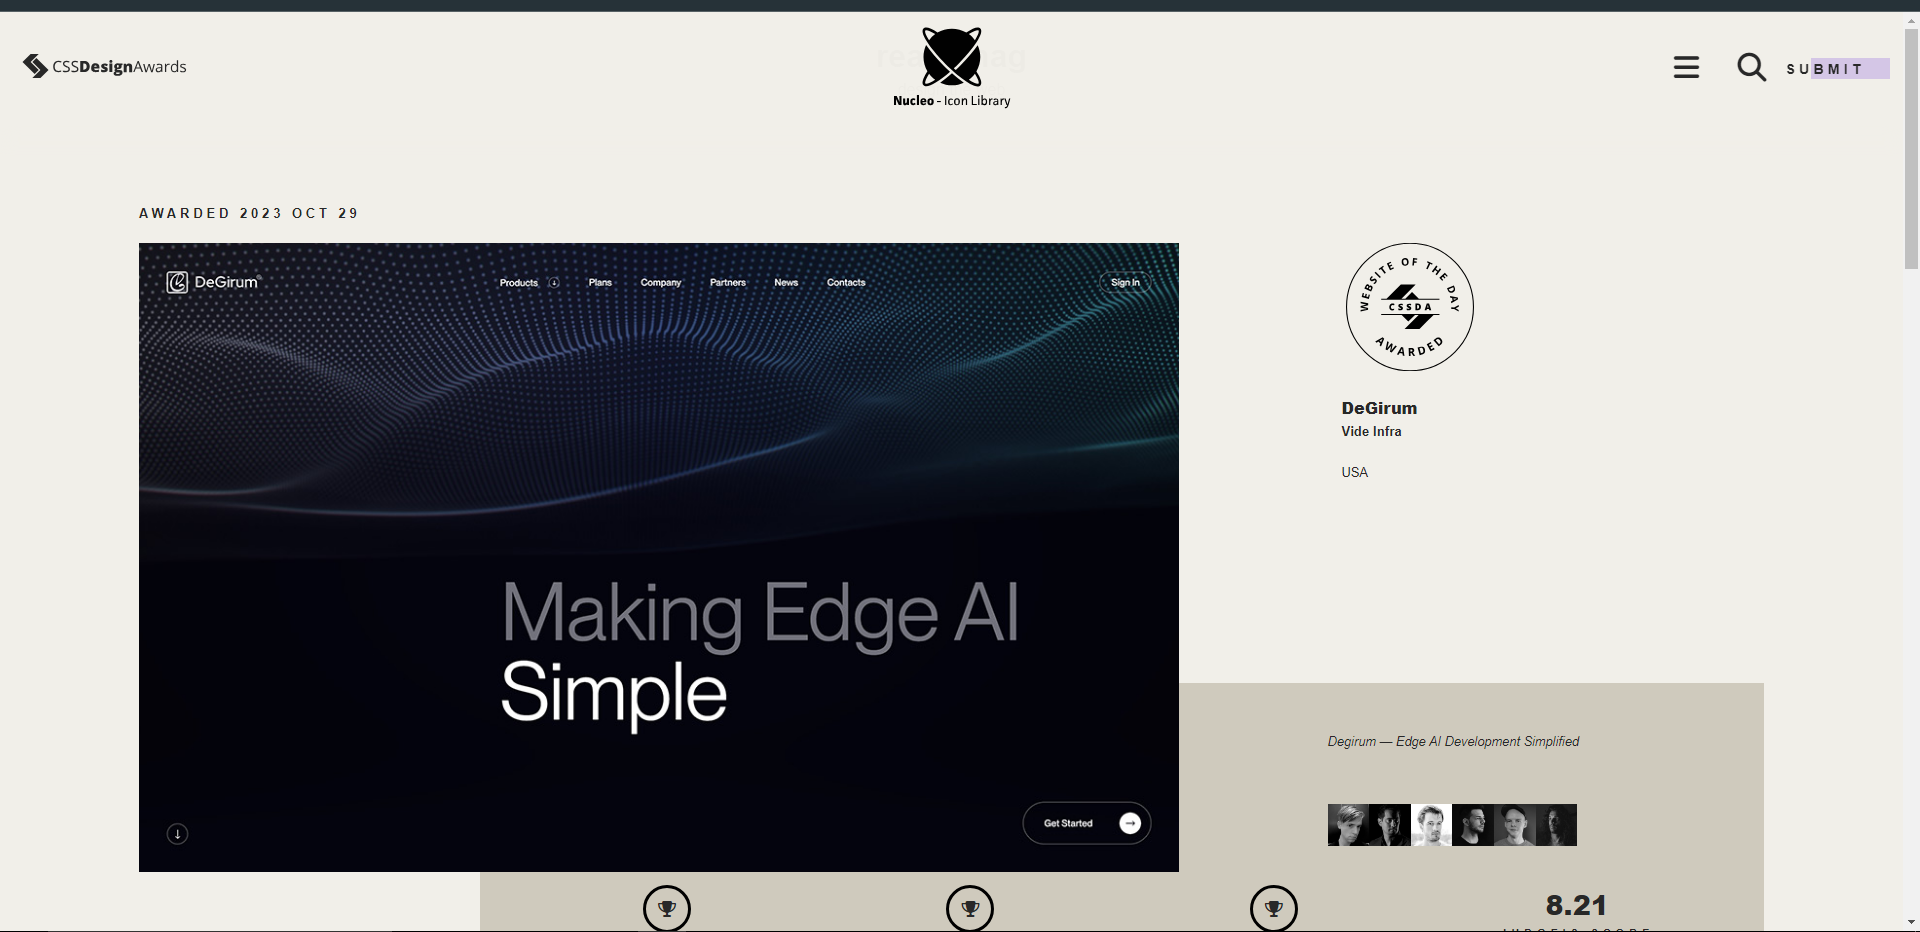 CSSDesignAwards
Nucleo - Icon Library
SUBMIT
AWARDED 2023 OCT 29
DeGirum
Products
Plans
Company
Partners
News
Contacts
Sign In
Making Edge AI
Simple
Get Started
WEBSITE OF THE DAY
CSSDA
AWARDED
DeGirum
Vide Infra
USA
Degirum — Edge AI Development Simplified
8.21